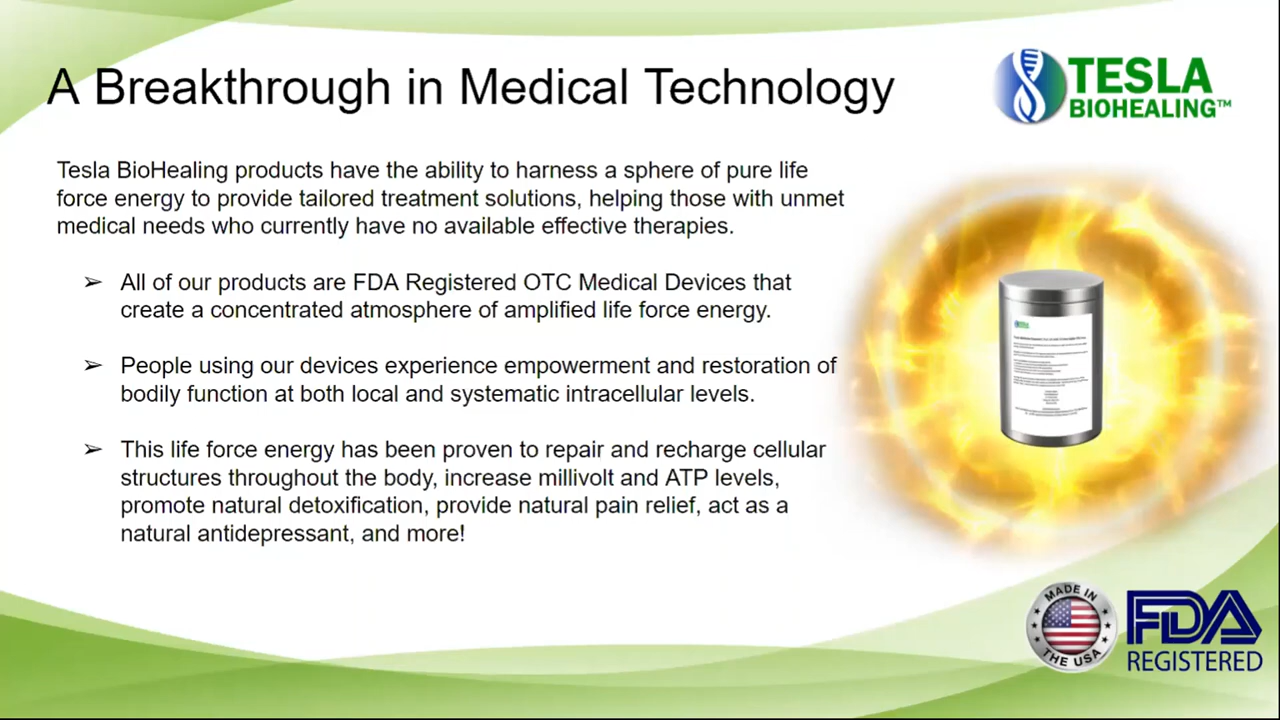 A Breakthrough in Medical Technology
TESLA
BIOHEALING™
Tesla BioHealing products have the ability to harness a sphere of pure life
force energy to provide tailored treatment solutions, helping those with unmet
medical needs who currently have no available effective therapies.
➢ All of our products are FDA Registered OTC Medical Devices that
create a concentrated atmosphere of amplified life force energy.
➢ People using our devices experience empowerment and restoration of
bodily function at both local and systematic intracellular levels.
➢ This life force energy has been proven to repair and recharge cellular
structures throughout the body, increase millivolt and ATP levels,
promote natural detoxification, provide natural pain relief, act as a
natural antidepressant, and more!
MADE IN
THE USA
FDA
REGISTERED